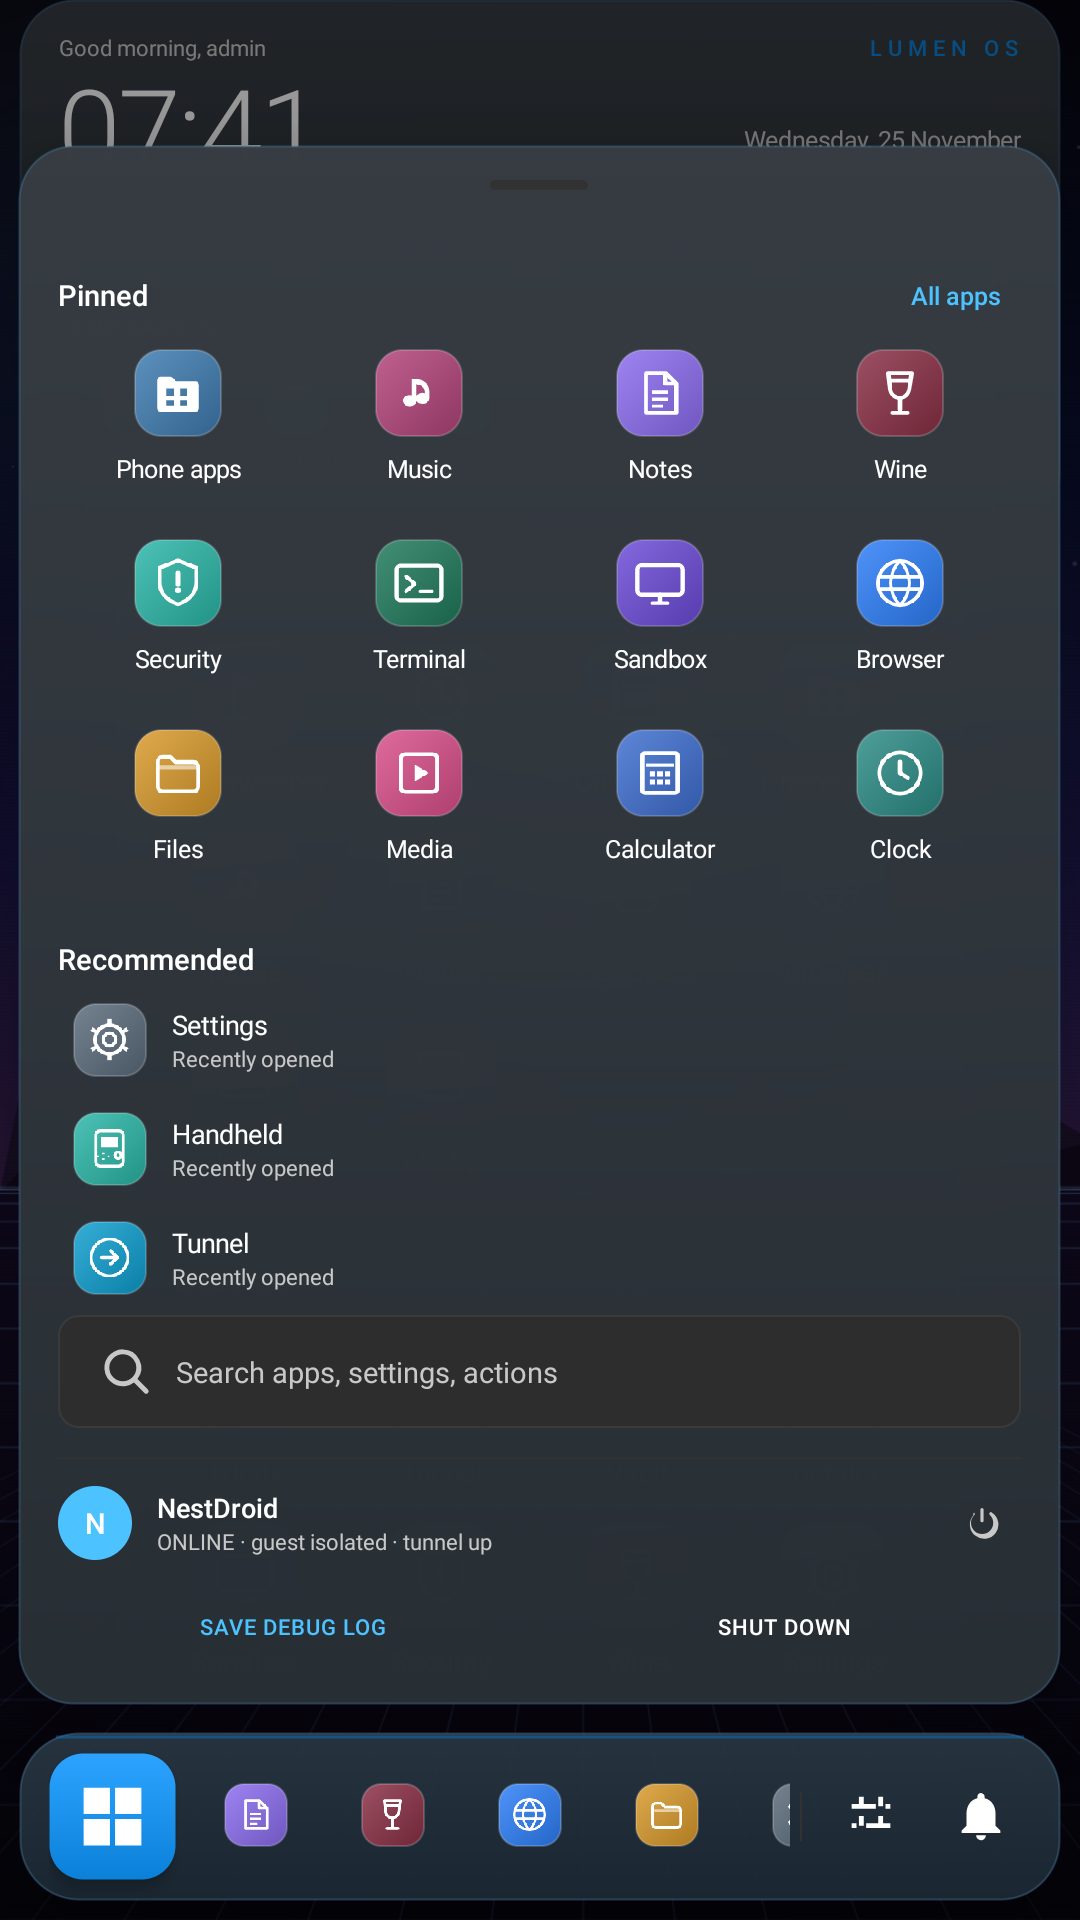 Good morning, admin
LUMEN OS
07:41
Wednesday, 25 November
Pinned
All apps
Phone apps
Music
Notes
Wine
Security
Terminal
Sandbox
Browser
Files
Media
Calculator
Clock
Recommended
Settings
Recently opened
Handheld
Recently opened
Tunnel
Recently opened
Search apps, settings, actions
N
NestDroid
ONLINE · guest isolated · tunnel up
SAVE DEBUG LOG
SHUT DOWN